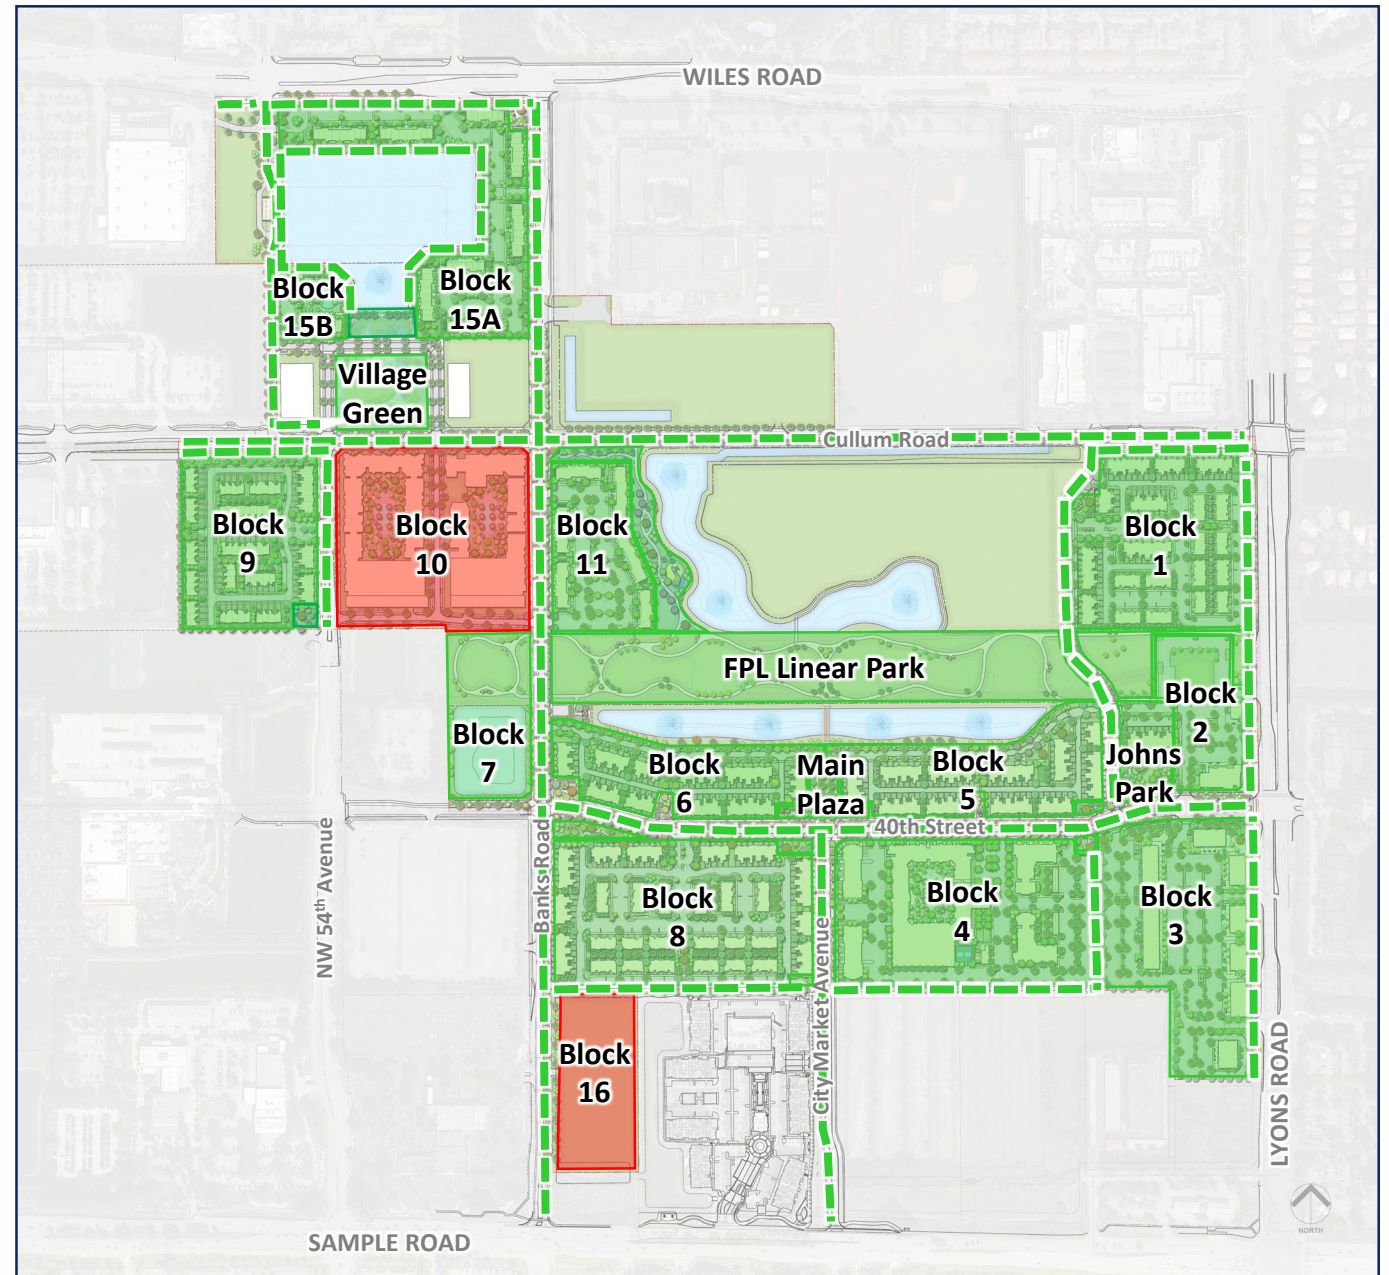 WILES ROAD
Block
15B
Block
15A
Village
Green
Cullum Road
Block
9
Block
10
Block
11
Block
1
FPL Linear Park
Block
2
Block
7
Block
6
Main
Plaza
Block
5
Johns
Park
40th Street
NW 54th Avenue
Banks Road
Block
8
City Market Avenue
Block
4
Block
3
Block
16
LYONS ROAD
NORTH
SAMPLE ROAD